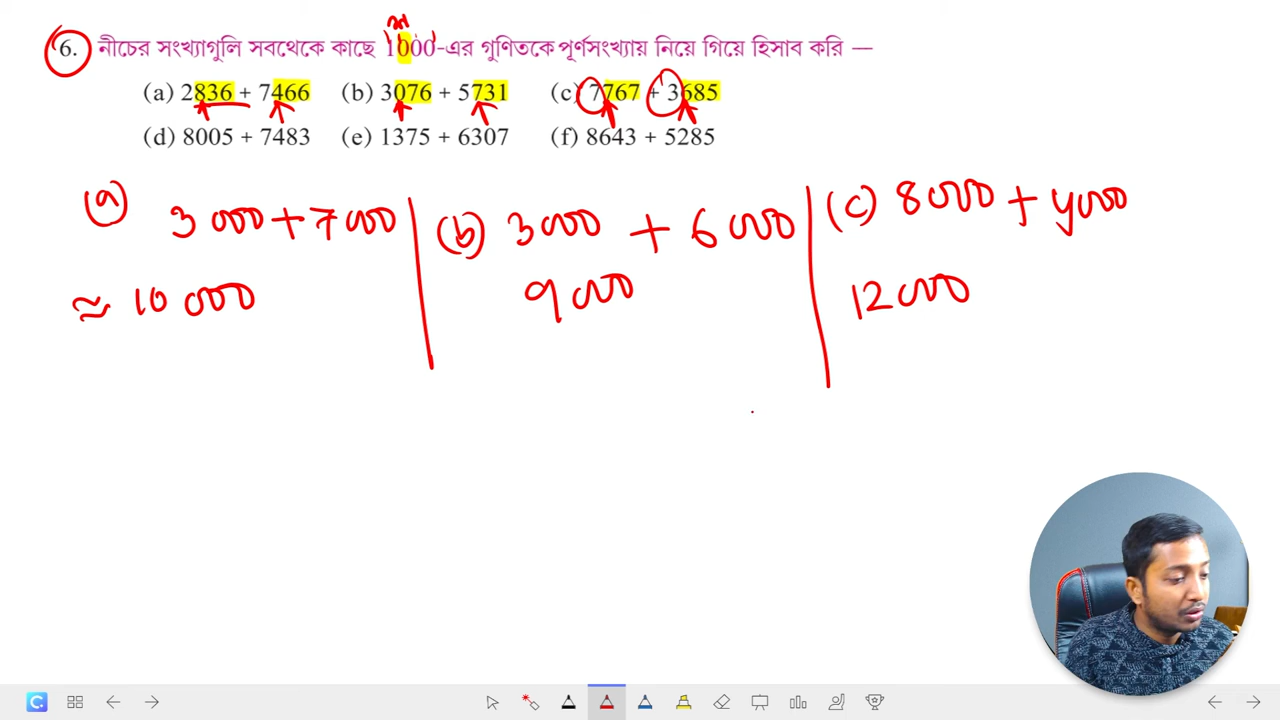 6. নীচের সংখ্যাগুলি সবথেকে কাছে 1000-এর গুণিতকে পূর্ণসংখ্যায় নিয়ে গিয়ে হিসাব করি —
(a) 2836 + 7466 (b) 3076 + 5731 (c) 7767 + 3685
(d) 8005 + 7483 (e) 1375 + 6307 (f) 8643 + 5285
(a) 3000 + 7000 (b) 3000 + 6000 (c) 8000 + 4000
≈ 10000 9000 12000